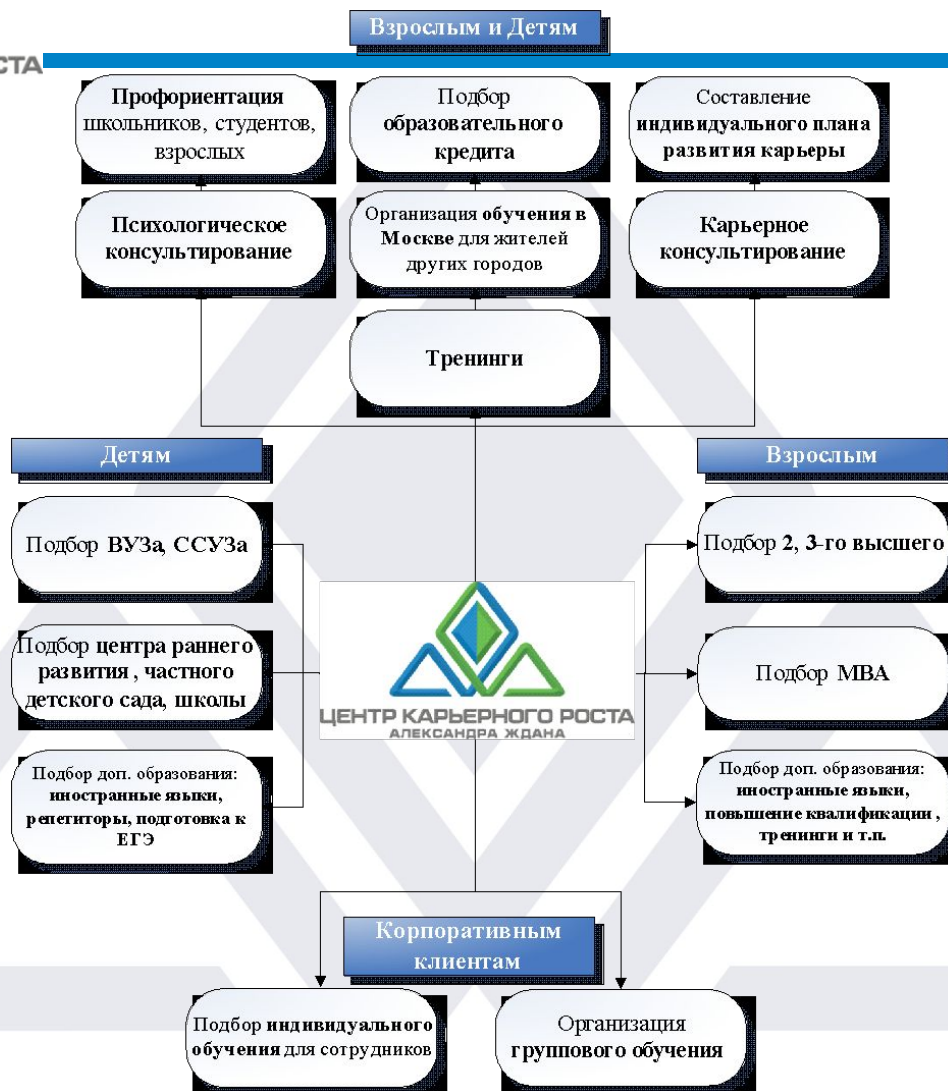 Взрослым и Детям
СТА
Профориентация
школьников, студентов,
взрослых
Подбор
образовательного
кредита
Составление
индивидуального плана
развития карьеры
Психологическое
консультирование
Организация обучения в
Москве для жителей
других городов
Карьерное
консультирование
Тренинги
Детям
Взрослым
Подбор ВУЗа, ССУЗа
Подбор 2, 3-го высшего
Подбор центра раннего
развития , частного
детского сада, школы
ЦЕНТР КАРЬЕРНОГО РОСТА
АЛЕКСАНДРА ЖДАНА
Подбор МВА
Подбор доп. образования:
иностранные языки,
репетиторы, подготовка к
ЕГЭ
Подбор доп. образования:
иностранные языки,
повышение квалификации ,
тренинги и т.п.
Корпоративным
клиентам
Подбор индивидуального
обучения для сотрудников
Организация
группового обучения